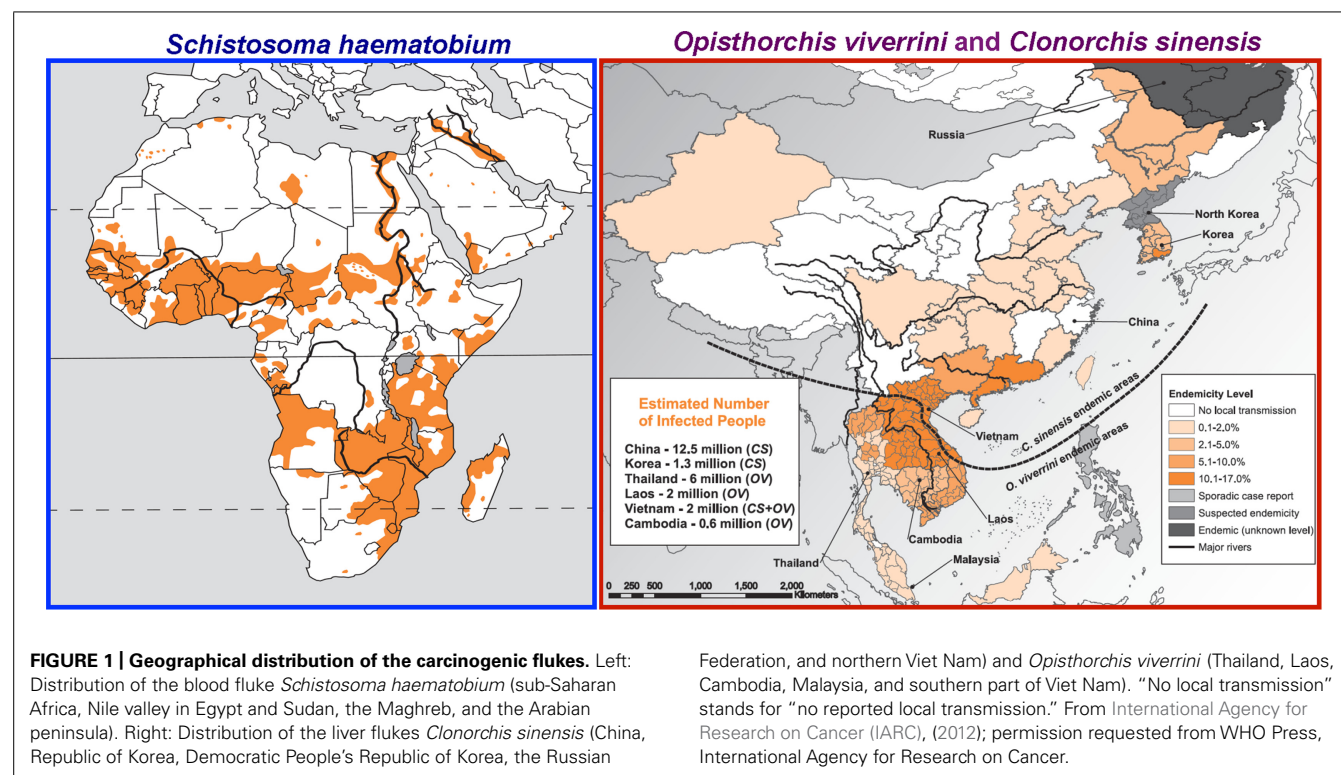 Schistosoma haematobium
Opisthorchis viverrini and Clonorchis sinensis
Russia
North Korea
Korea
China
Vietnam
C. sinensis endemic areas
O. viverrini endemic areas
Laos
Cambodia
Thailand
Malaysia
Estimated Number
of Infected People
China - 12.5 million (CS)
Korea - 1.3 million (CS)
Thailand - 6 million (OV)
Laos - 2 million (OV)
Vietnam - 2 million (CS+OV)
Cambodia - 0.6 million (OV)
0 250 500 1,000 1,500 2,000
Kilometers
Endemicity Level
No local transmission
0.1-2.0%
2.1-5.0%
5.1-10.0%
10.1-17.0%
Sporadic case report
Suspected endemicity
Endemic (unknown level)
Major rivers
FIGURE 1 | Geographical distribution of the carcinogenic flukes. Left:
Distribution of the blood fluke Schistosoma haematobium (sub-Saharan
Africa, Nile valley in Egypt and Sudan, the Maghreb, and the Arabian
peninsula). Right: Distribution of the liver flukes Clonorchis sinensis (China,
Republic of Korea, Democratic People's Republic of Korea, the Russian
Federation, and northern Viet Nam) and Opisthorchis viverrini (Thailand, Laos,
Cambodia, Malaysia, and southern part of Viet Nam). “No local transmission”
stands for “no reported local transmission.” From International Agency for
Research on Cancer (IARC), (2012); permission requested from WHO Press,
International Agency for Research on Cancer.